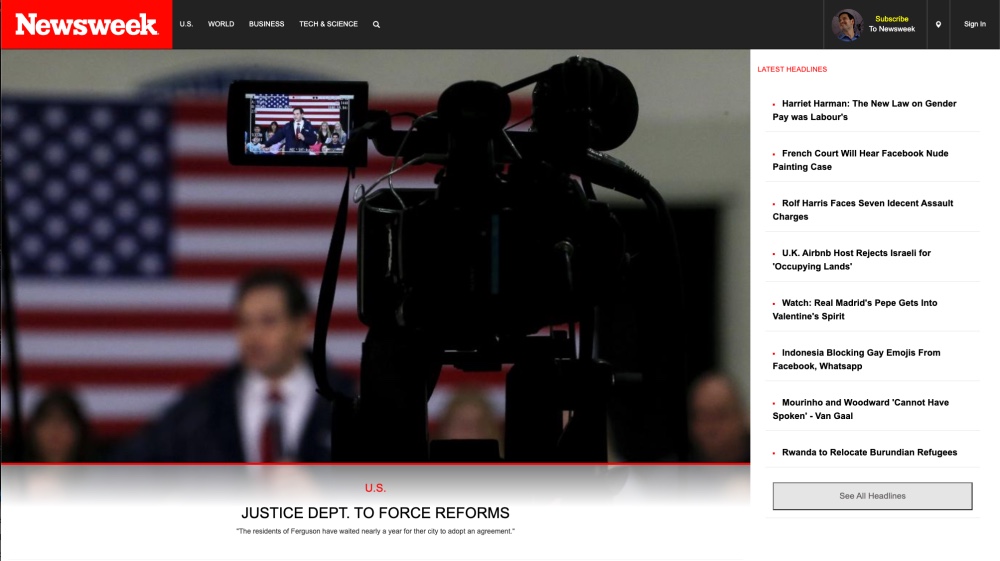 Newsweek
U.S.
WORLD
BUSINESS
TECH & SCIENCE
Subscribe
To Newsweek
Sign In
LATEST HEADLINES
Harriet Harman: The New Law on Gender
Pay was Labour's
French Court Will Hear Facebook Nude
Painting Case
Rolf Harris Faces Seven Idecent Assault
Charges
U.K. Airbnb Host Rejects Israeli for
'Occupying Lands'
Watch: Real Madrid's Pepe Gets Into
Valentine's Spirit
Indonesia Blocking Gay Emojis From
Facebook, Whatsapp
Mourinho and Woodward 'Cannot Have
Spoken' - Van Gaal
Rwanda to Relocate Burundian Refugees
See All Headlines
U.S.
JUSTICE DEPT. TO FORCE REFORMS
"The residents of Ferguson have waited nearly a year for ther city to adopt an agreement."